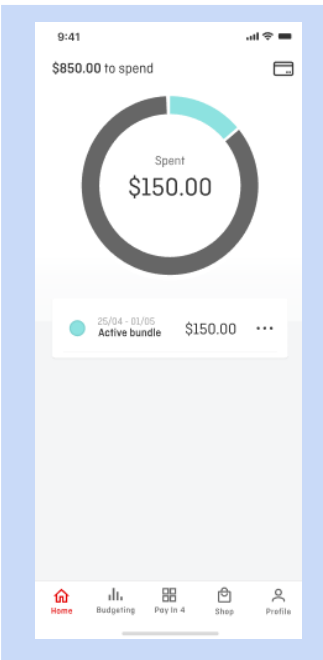 9:41
$850.00 to spend
Spent
$150.00
25/04 - 01/05
Active bundle
$150.00
Home
Budgeting
Pay In 4
Shop
Profile